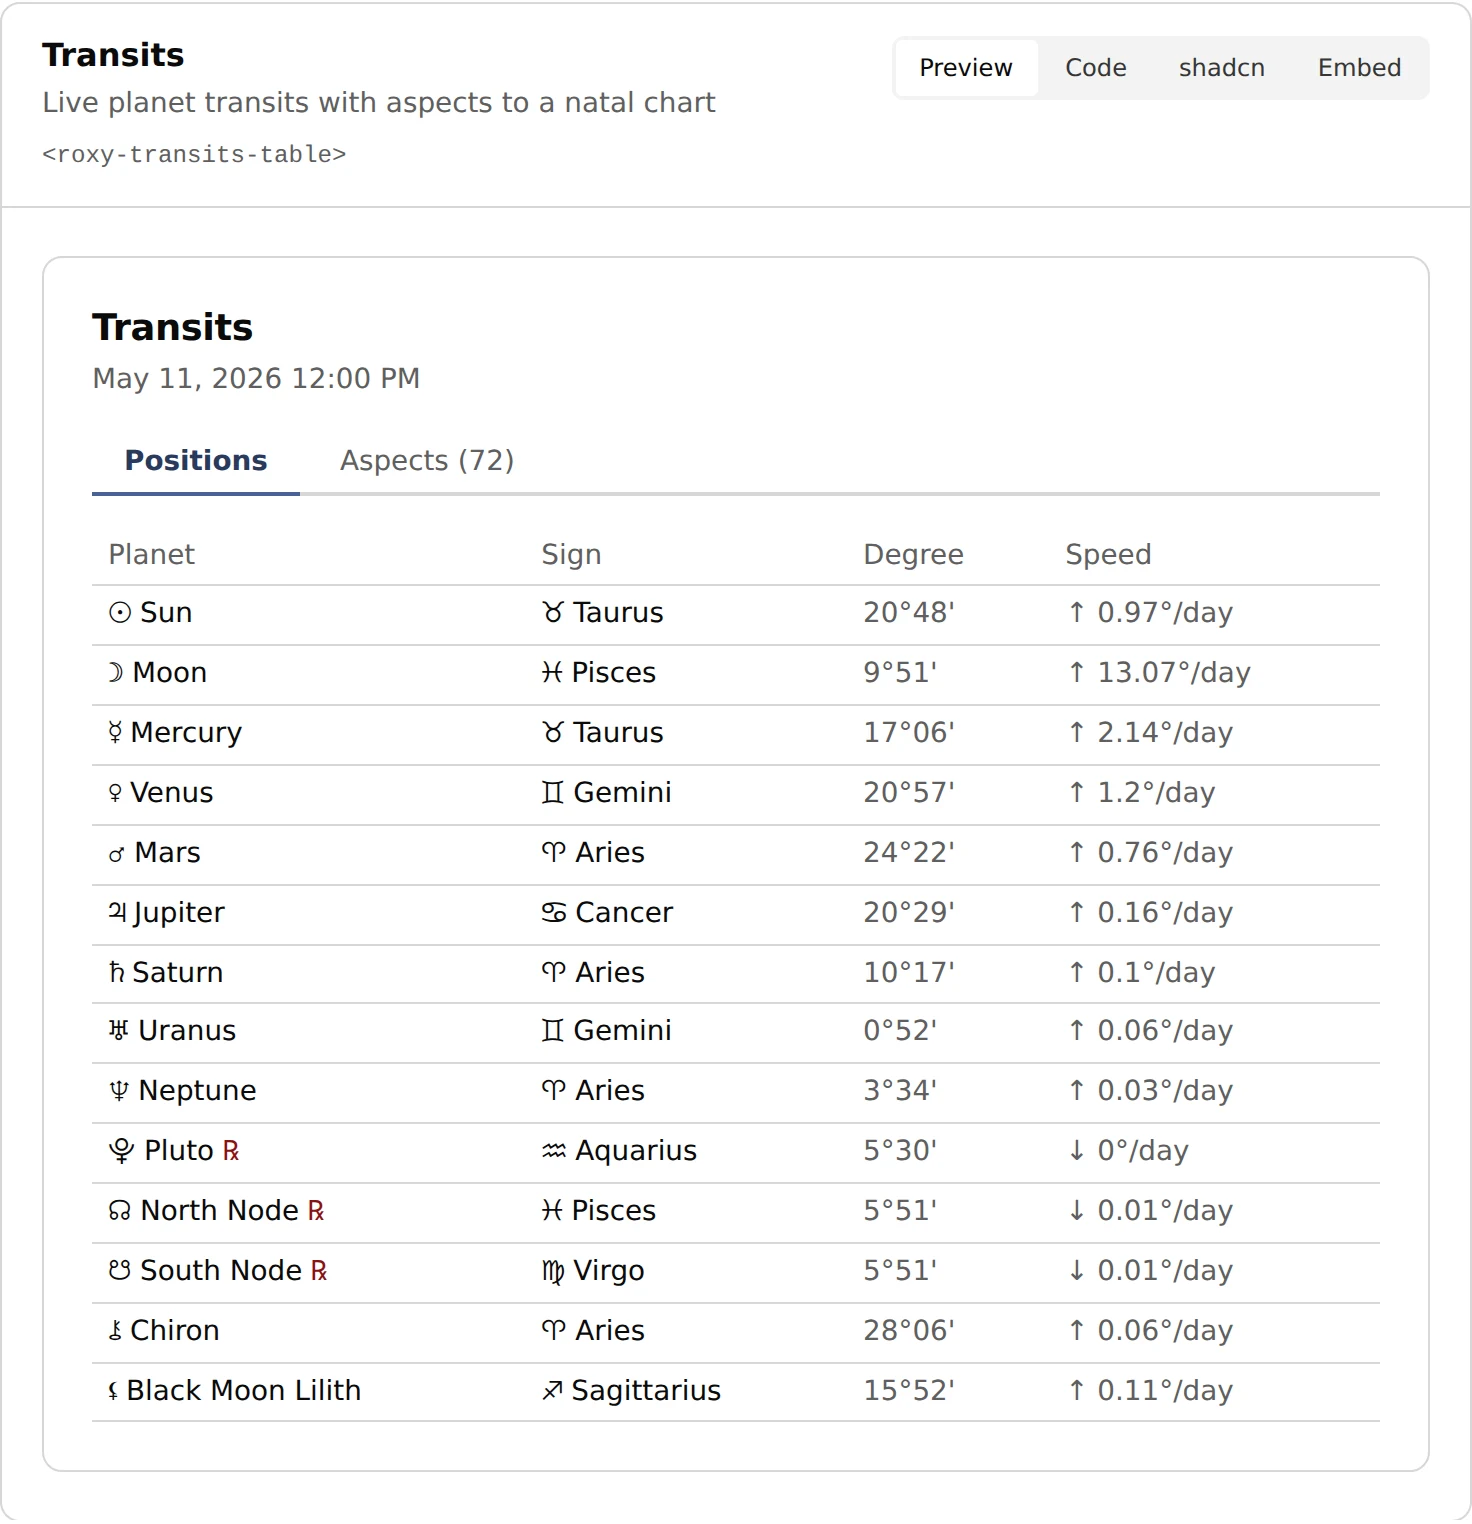 Transits
Preview Code shadcn Embed
Live planet transits with aspects to a natal chart
<roxy-transits-table>
Transits
May 11, 2026 12:00 PM
Positions Aspects (72)
Planet Sign Degree Speed
☉ Sun ♉ Taurus 20°48' ↑ 0.97°/day
☽ Moon ♓ Pisces 9°51' ↑ 13.07°/day
☿ Mercury ♉ Taurus 17°06' ↑ 2.14°/day
♀ Venus ♊ Gemini 20°57' ↑ 1.2°/day
♂ Mars ♈ Aries 24°22' ↑ 0.76°/day
♃ Jupiter ♋ Cancer 20°29' ↑ 0.16°/day
♄ Saturn ♈ Aries 10°17' ↑ 0.1°/day
♅ Uranus ♊ Gemini 0°52' ↑ 0.06°/day
♆ Neptune ♈ Aries 3°34' ↑ 0.03°/day
♇ Pluto ℞ ♒ Aquarius 5°30' ↓ 0°/day
☊ North Node ℞ ♓ Pisces 5°51' ↓ 0.01°/day
☋ South Node ℞ ♍ Virgo 5°51' ↓ 0.01°/day
⚷ Chiron ♈ Aries 28°06' ↑ 0.06°/day
⚸ Black Moon Lilith ♐ Sagittarius 15°52' ↑ 0.11°/day